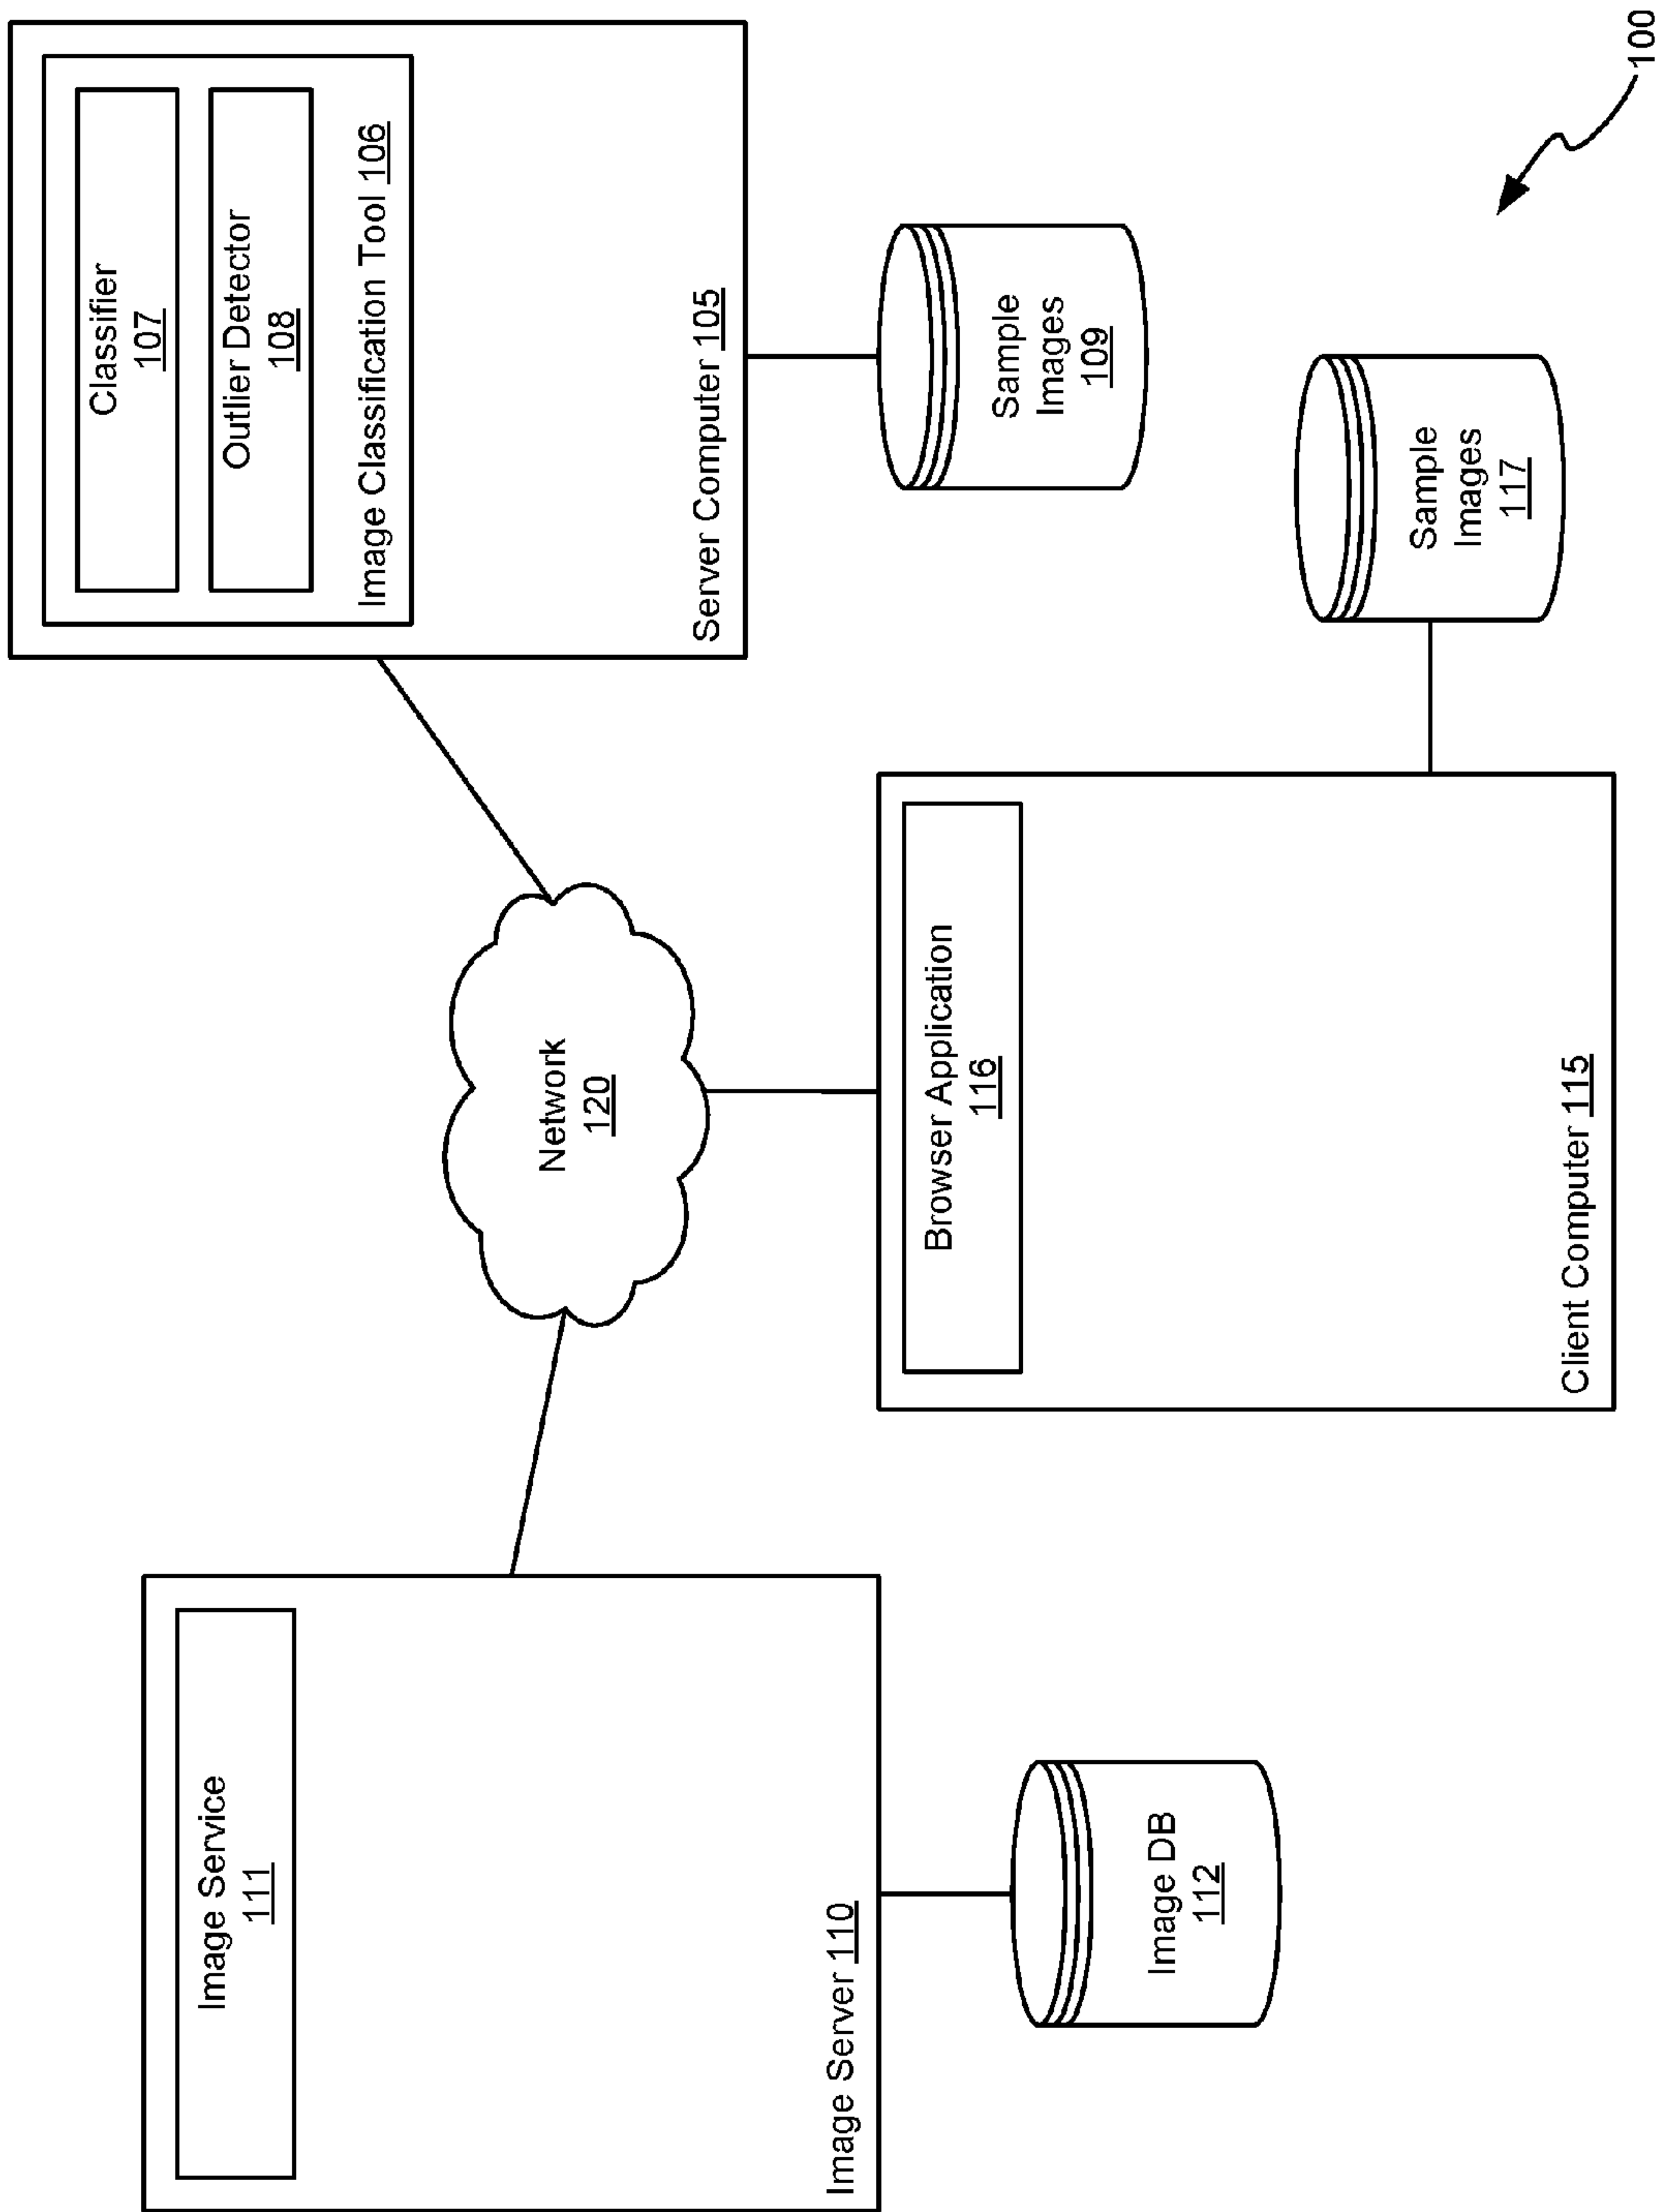 Image Service
111
Image Server 110
Image DB
112
Network
120
Browser Application
116
Client Computer 115
Classifier
107
Outlier Detector
108
Image Classification Tool 106
Server Computer 105
Sample
Images
109
Sample
Images
117
100